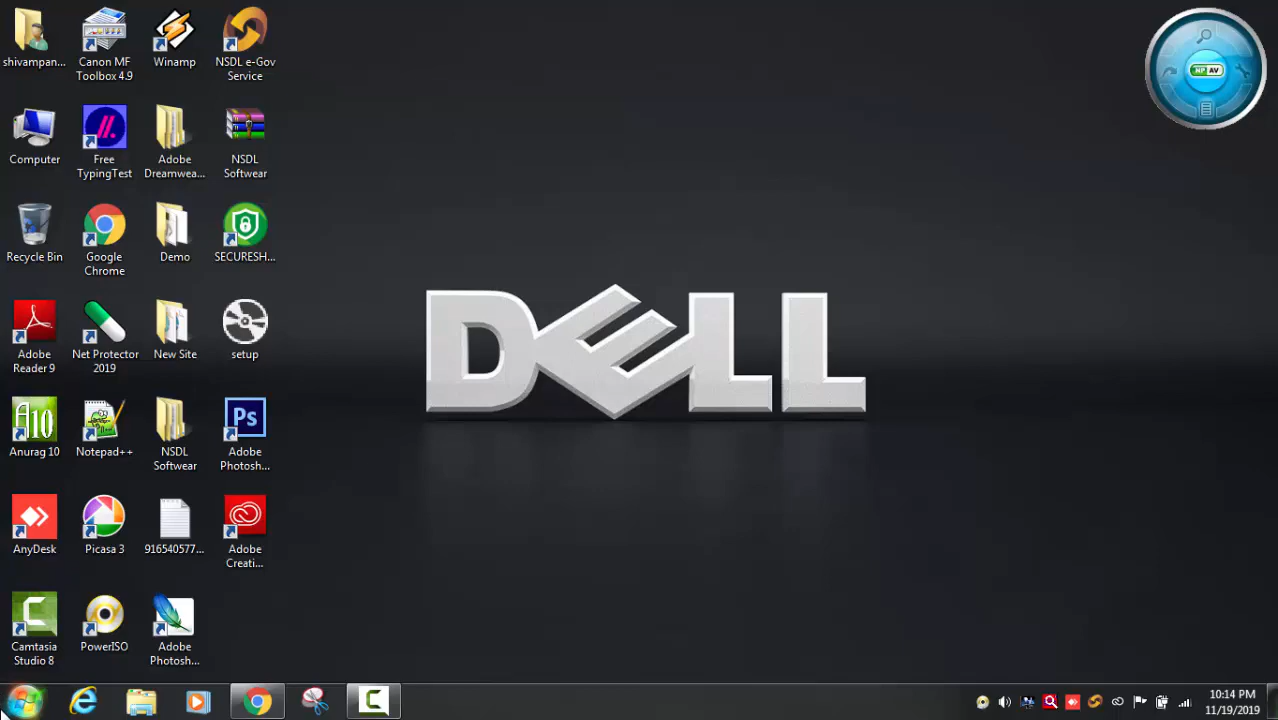 shivampan...
Canon MF
Toolbox 4.9
Winamp
NSDL e-Gov
Service
NP AV
Computer
Free
TypingTest
Adobe
Dreamwea...
NSDL
Softwear
Recycle Bin
Google
Chrome
Demo
SECURESH...
Adobe
Reader 9
Net Protector
2019
New Site
setup
DELL
A10
Anurag 10
Notepad++
NSDL
Softwear
Ps
Adobe
Photosh...
AnyDesk
Picasa 3
916540577...
Adobe
Creati...
Camtasia
Studio 8
PowerISO
Adobe
Photosh...
10:14 PM
11/19/2019